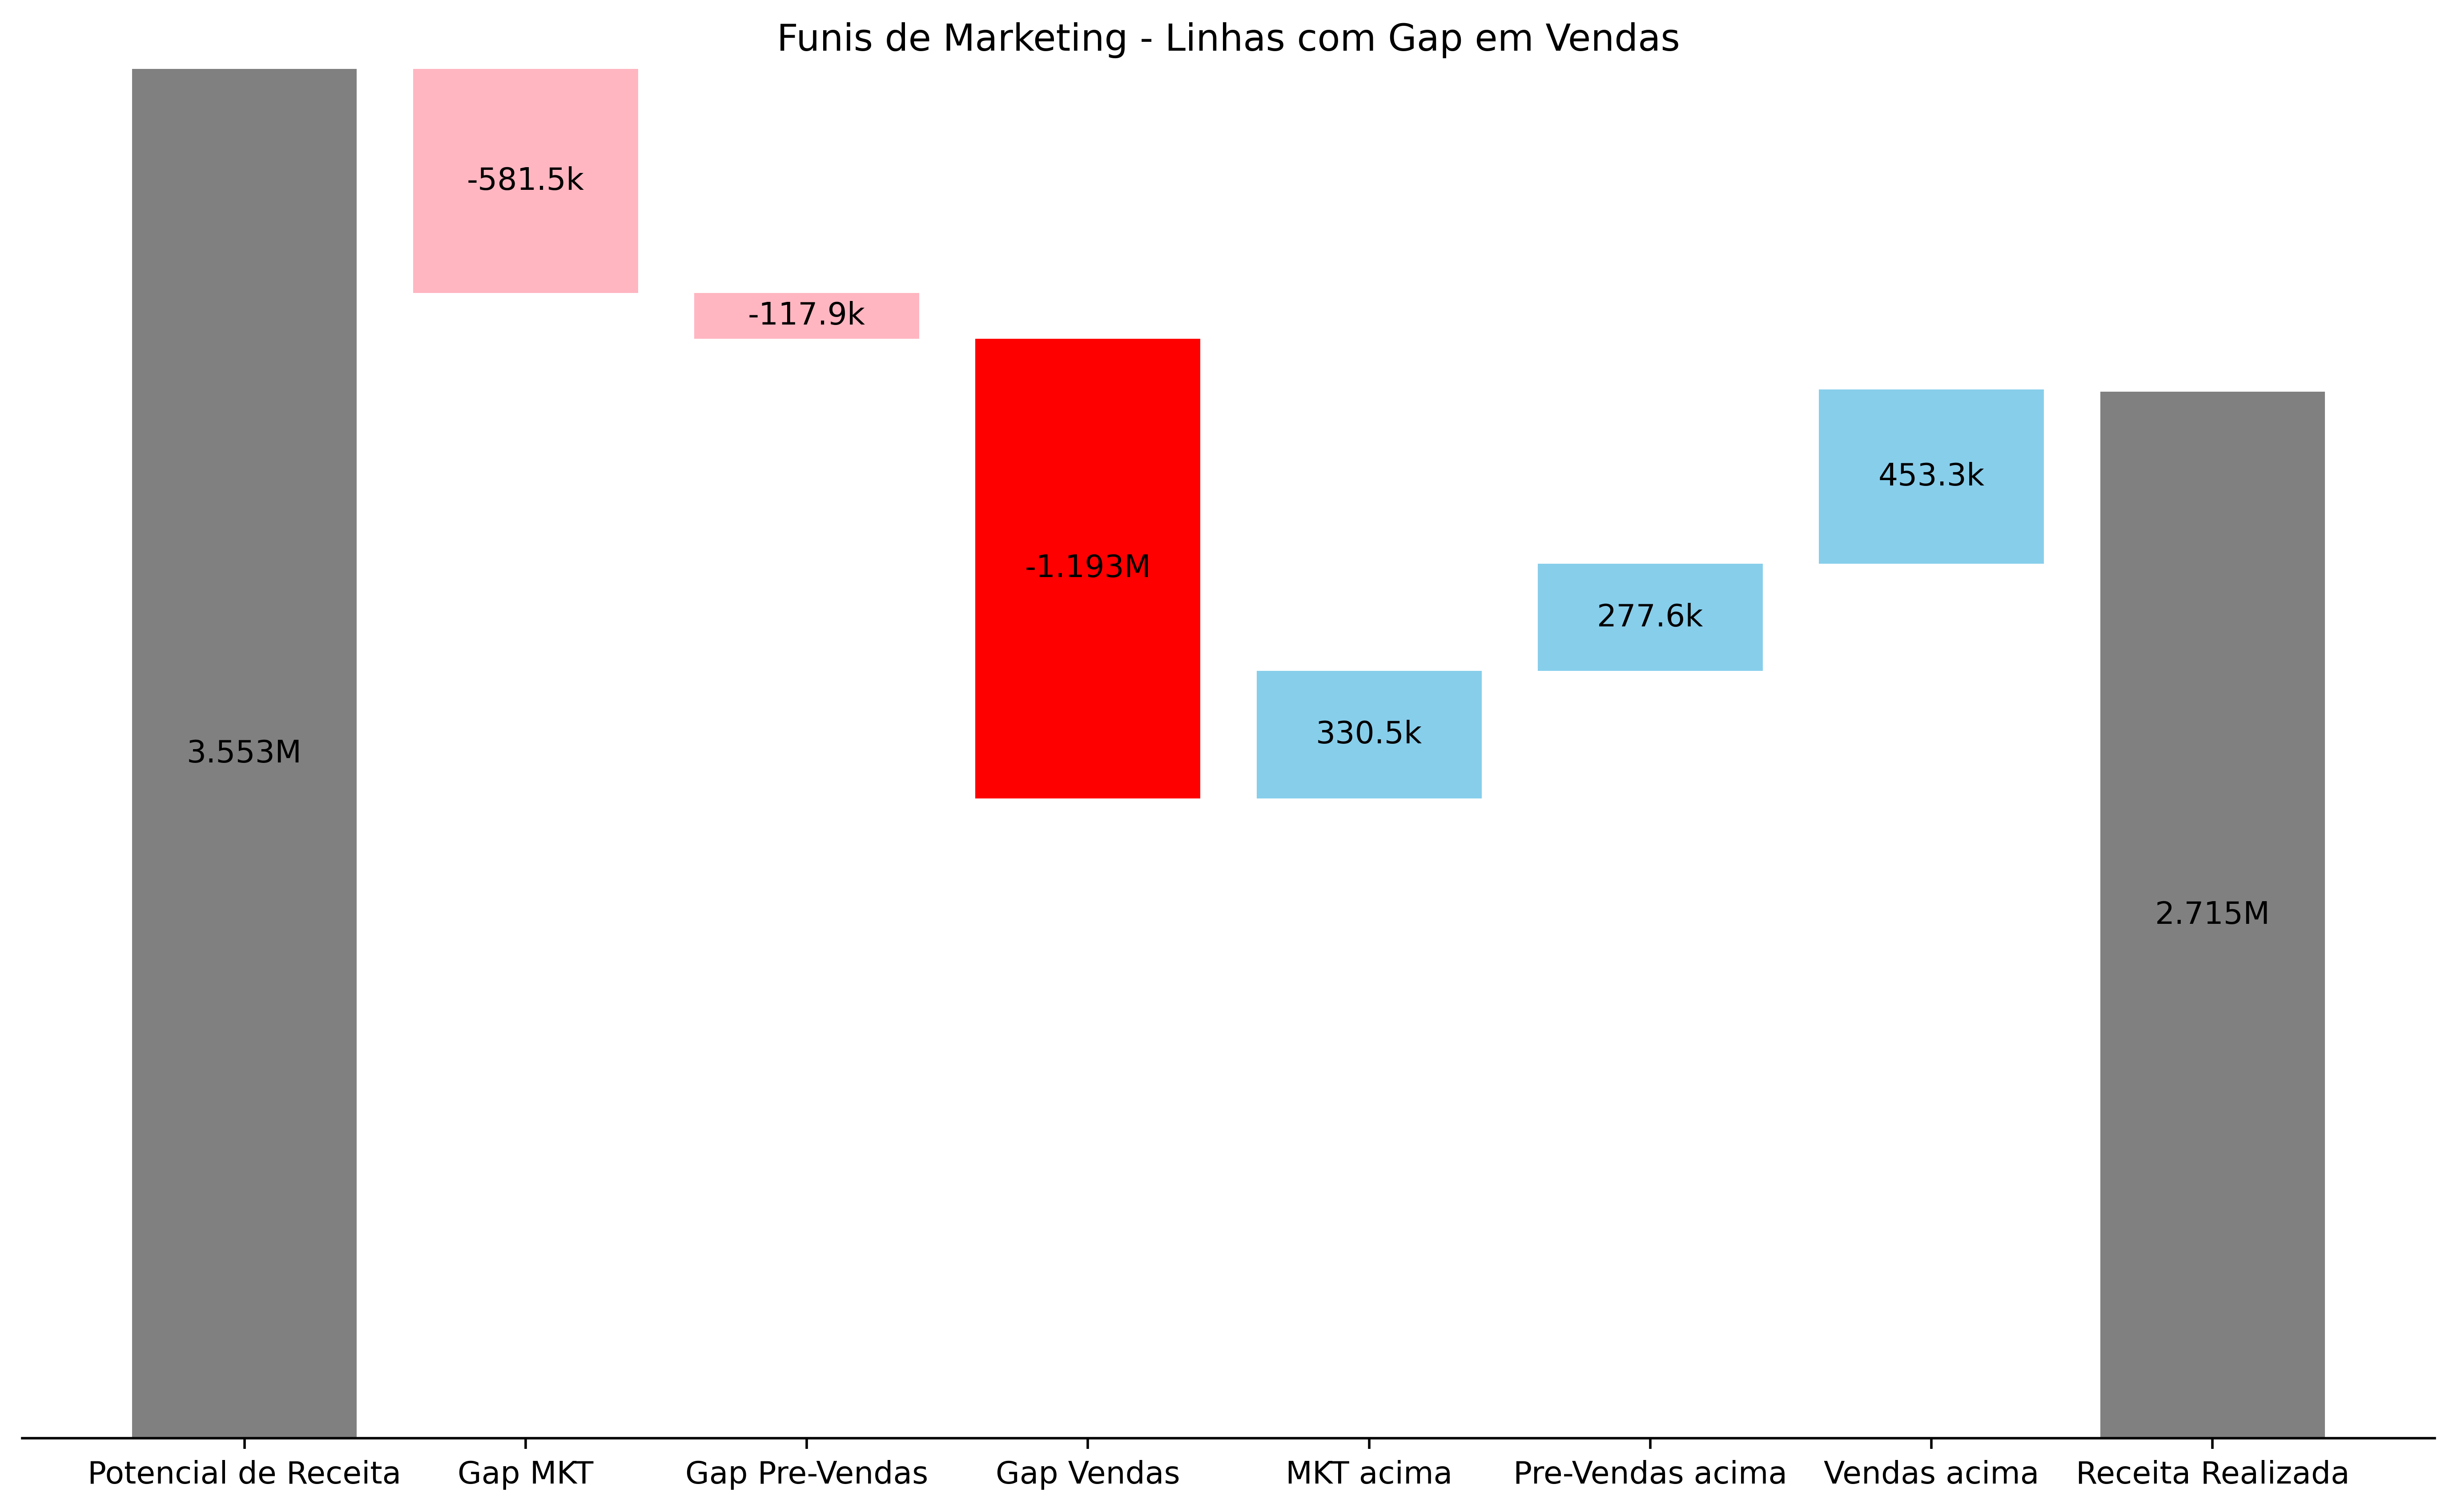 Funis de Marketing - Linhas com Gap em Vendas
-581.5k
-117.9k
453.3k
-1.193M
277.6k
330.5k
3.553M
2.715M
Potencial de Receita
Gap MKT
Gap Pre-Vendas
Gap Vendas
MKT acima
Pre-Vendas acima
Vendas acima
Receita Realizada